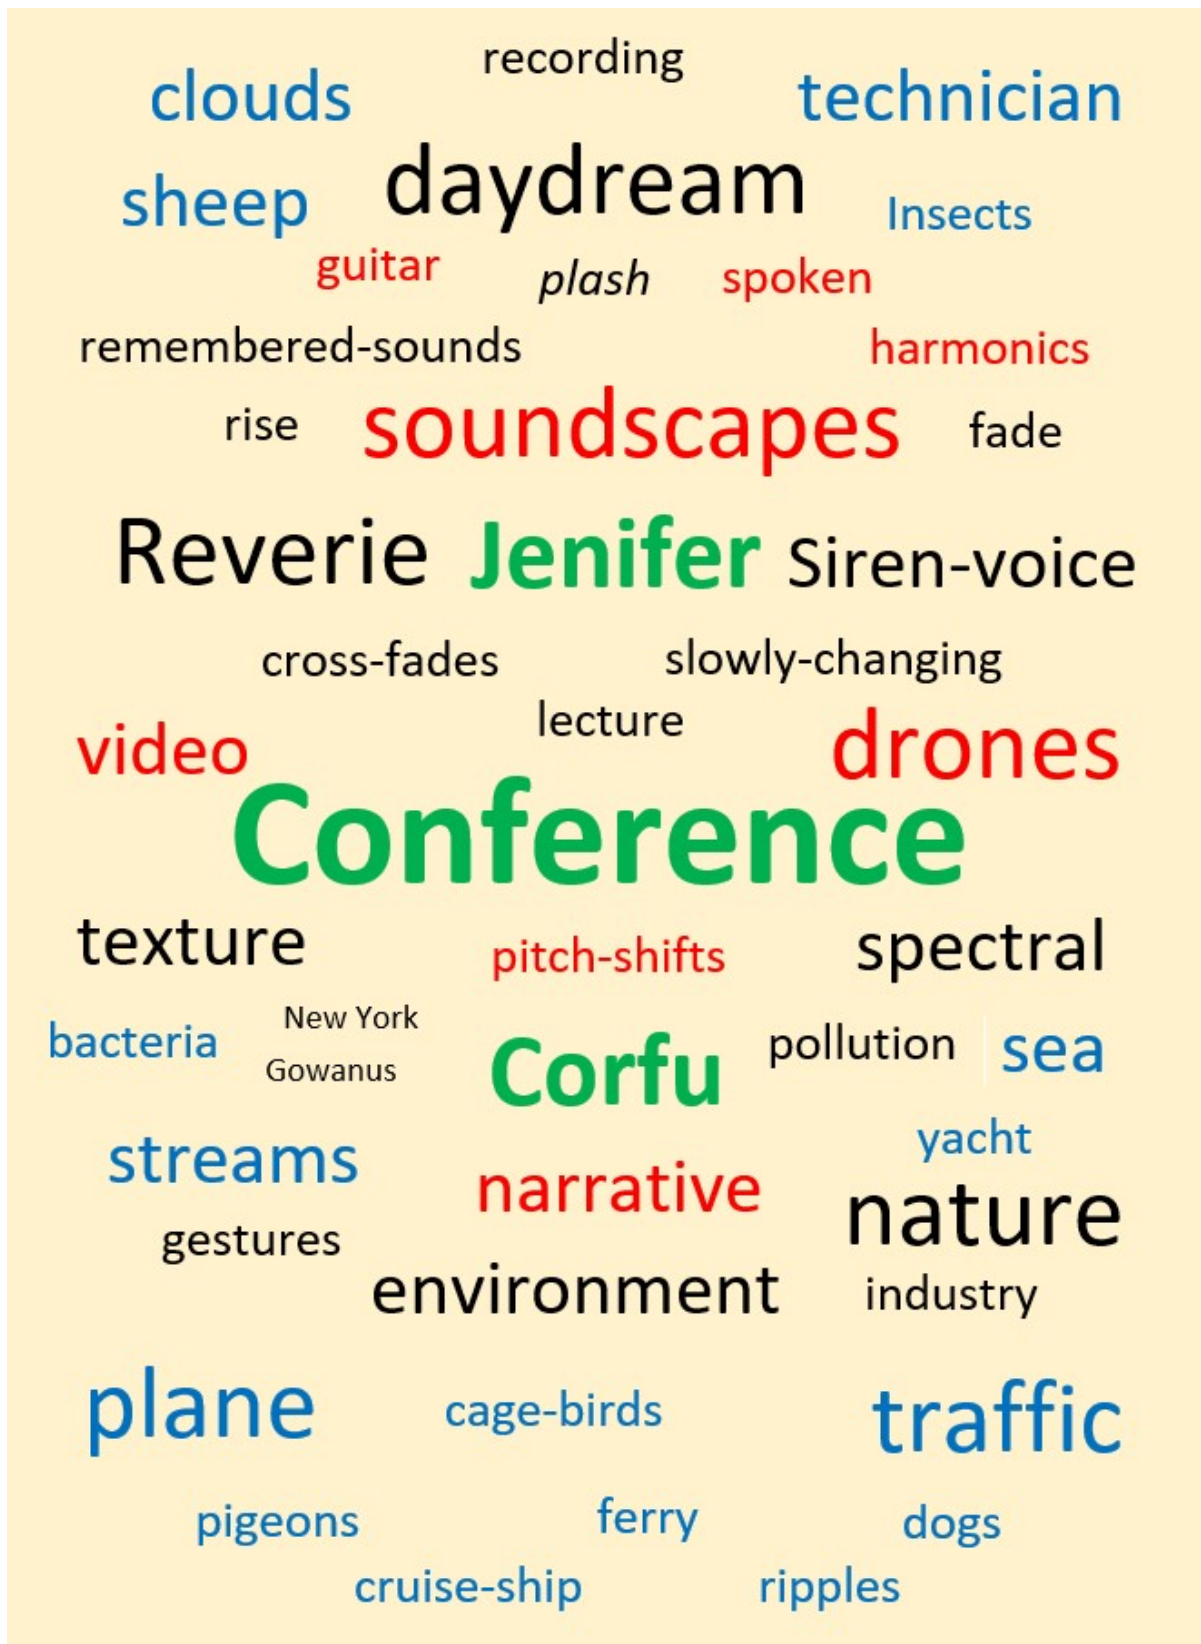 recording
clouds technician
daydream
sheep Insects
guitar plash spoken
remembered-sounds harmonics
rise soundscapes fade
Reverie Jenifer Siren-voice
cross-fades slowly-changing
lecture
video drones
Conference
texture pitch-shifts spectral
New York
bacteria Corfu pollution sea
Gowanus
yacht
streams narrative nature
gestures
environment industry
plane cage-birds traffic
pigeons ferry dogs
cruise-ship ripples